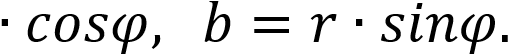 · cosφ, b = r · sinφ.